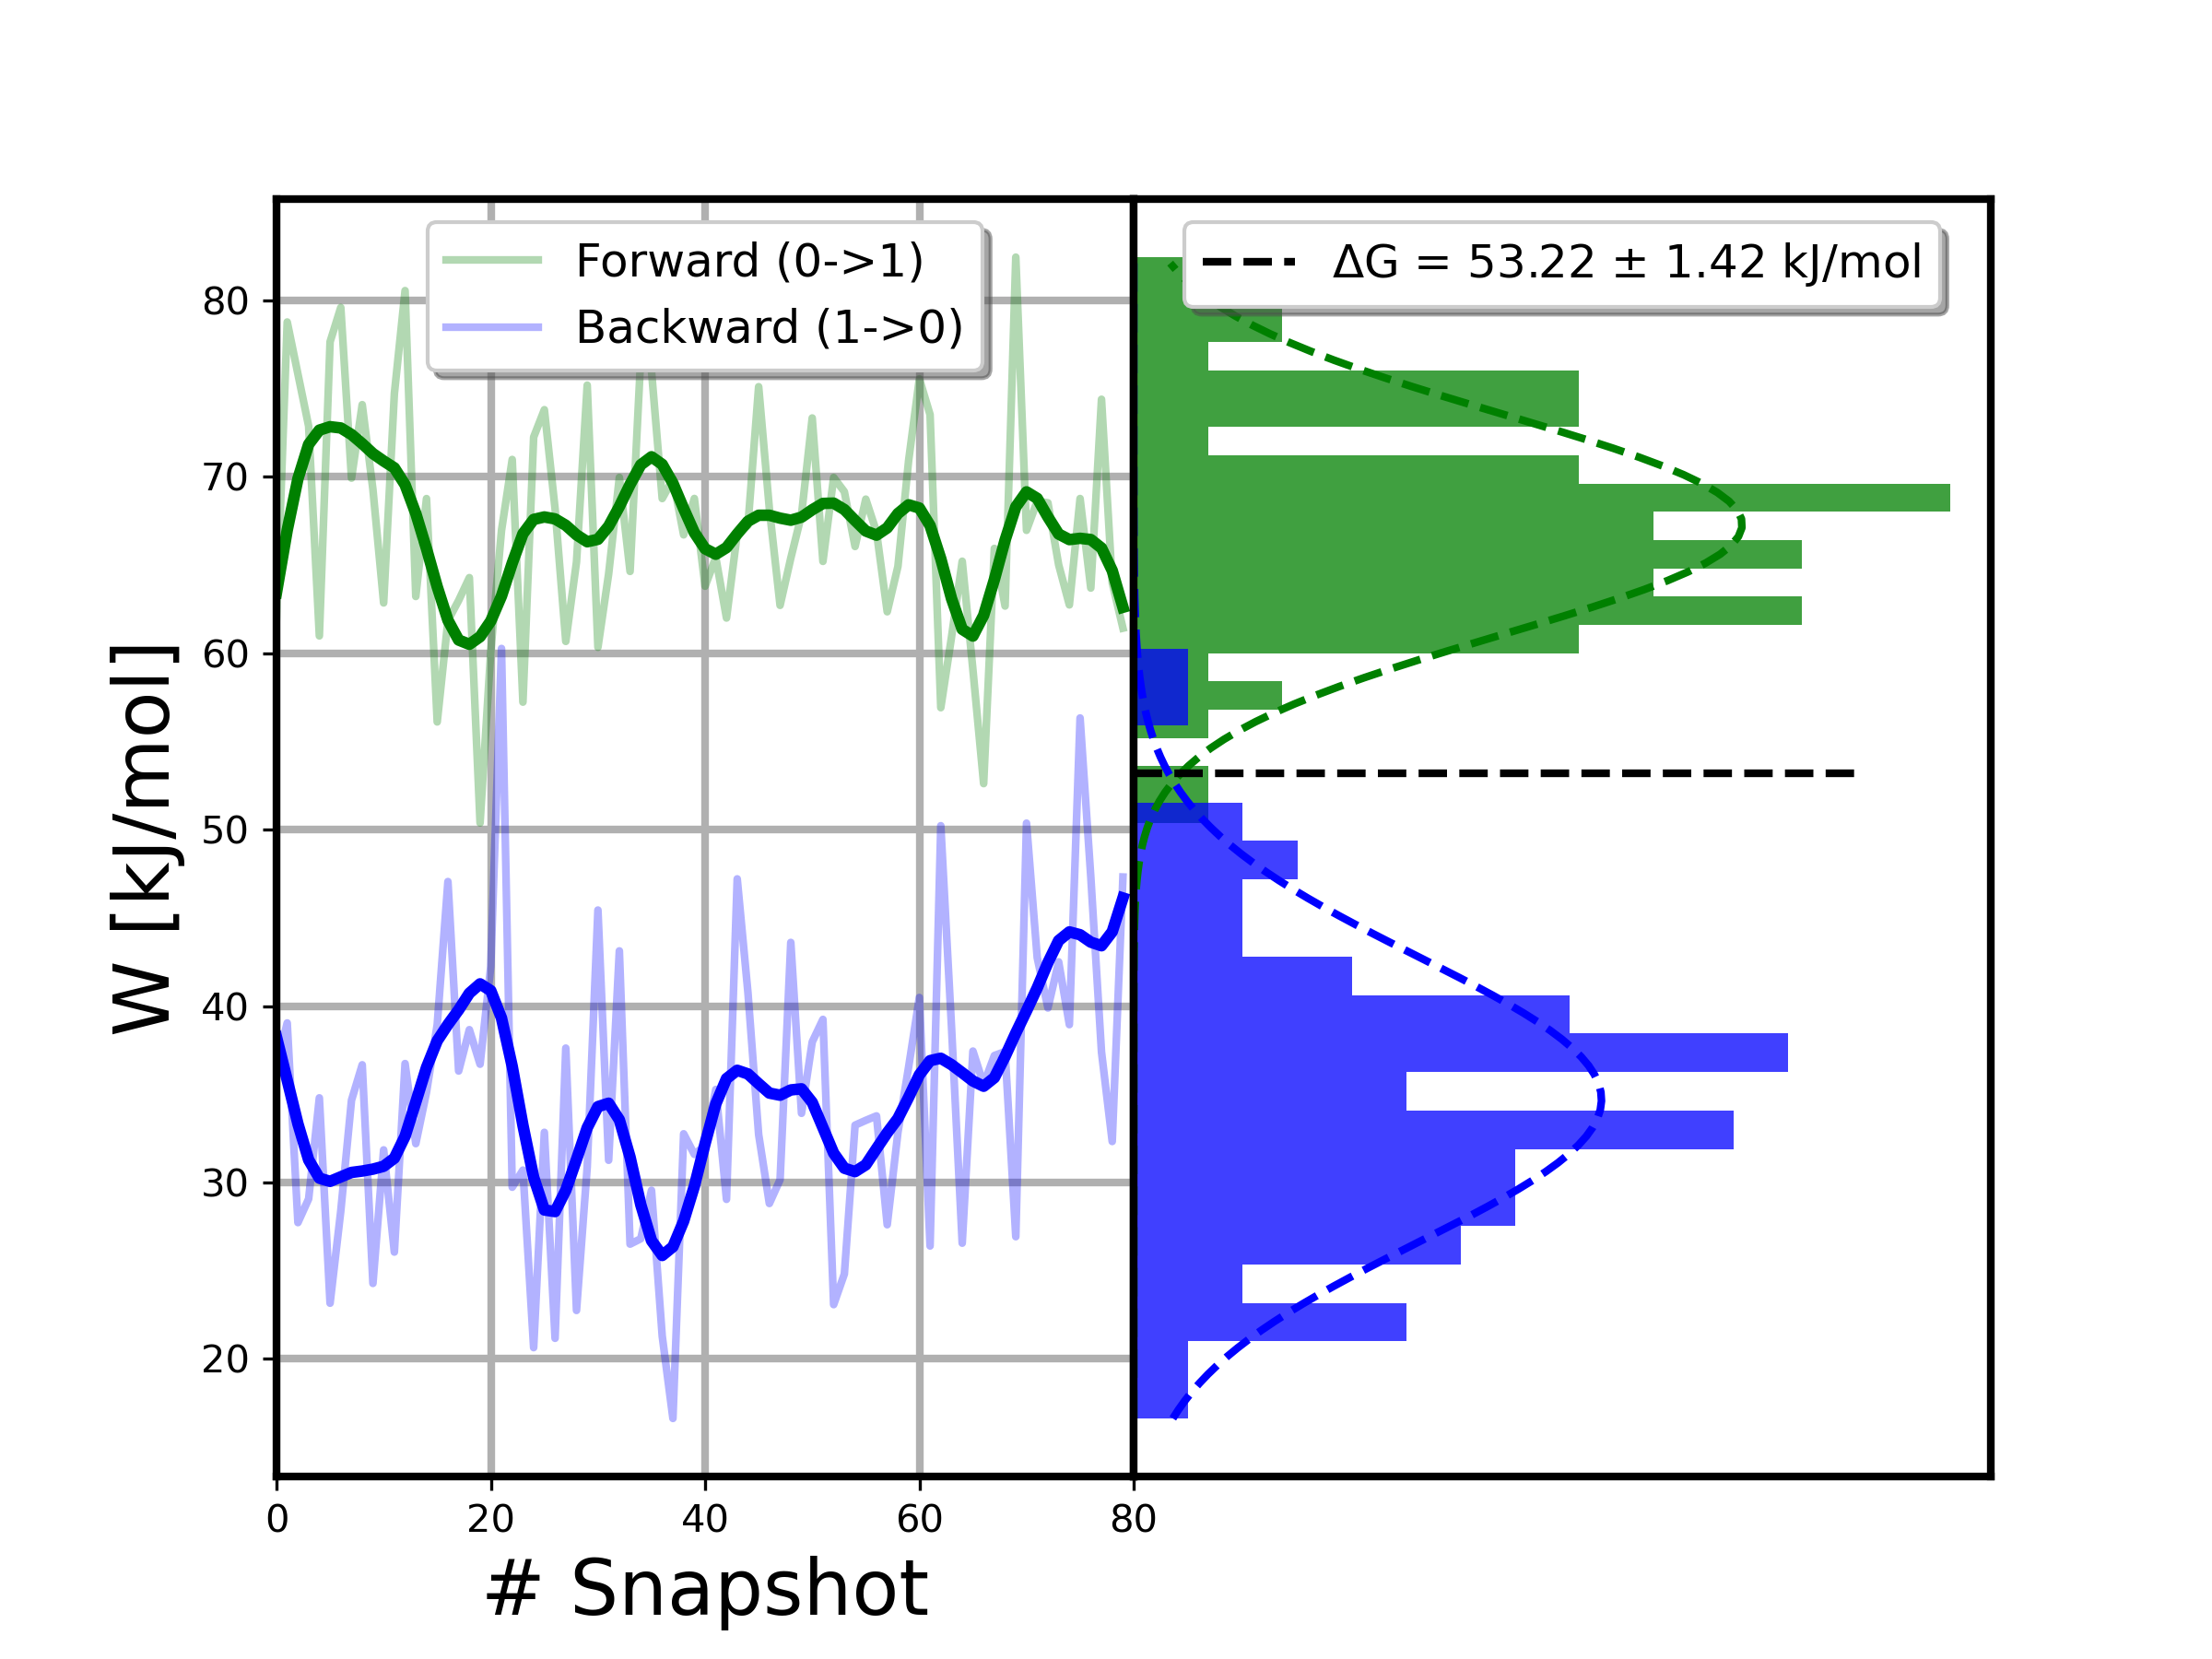 Forward (0->1)
Backward (1->0)
ΔG = 53.22 ± 1.42 kJ/mol
W [kJ/mol]
80
70
60
50
40
30
20
0 20 40 60 80
# Snapshot